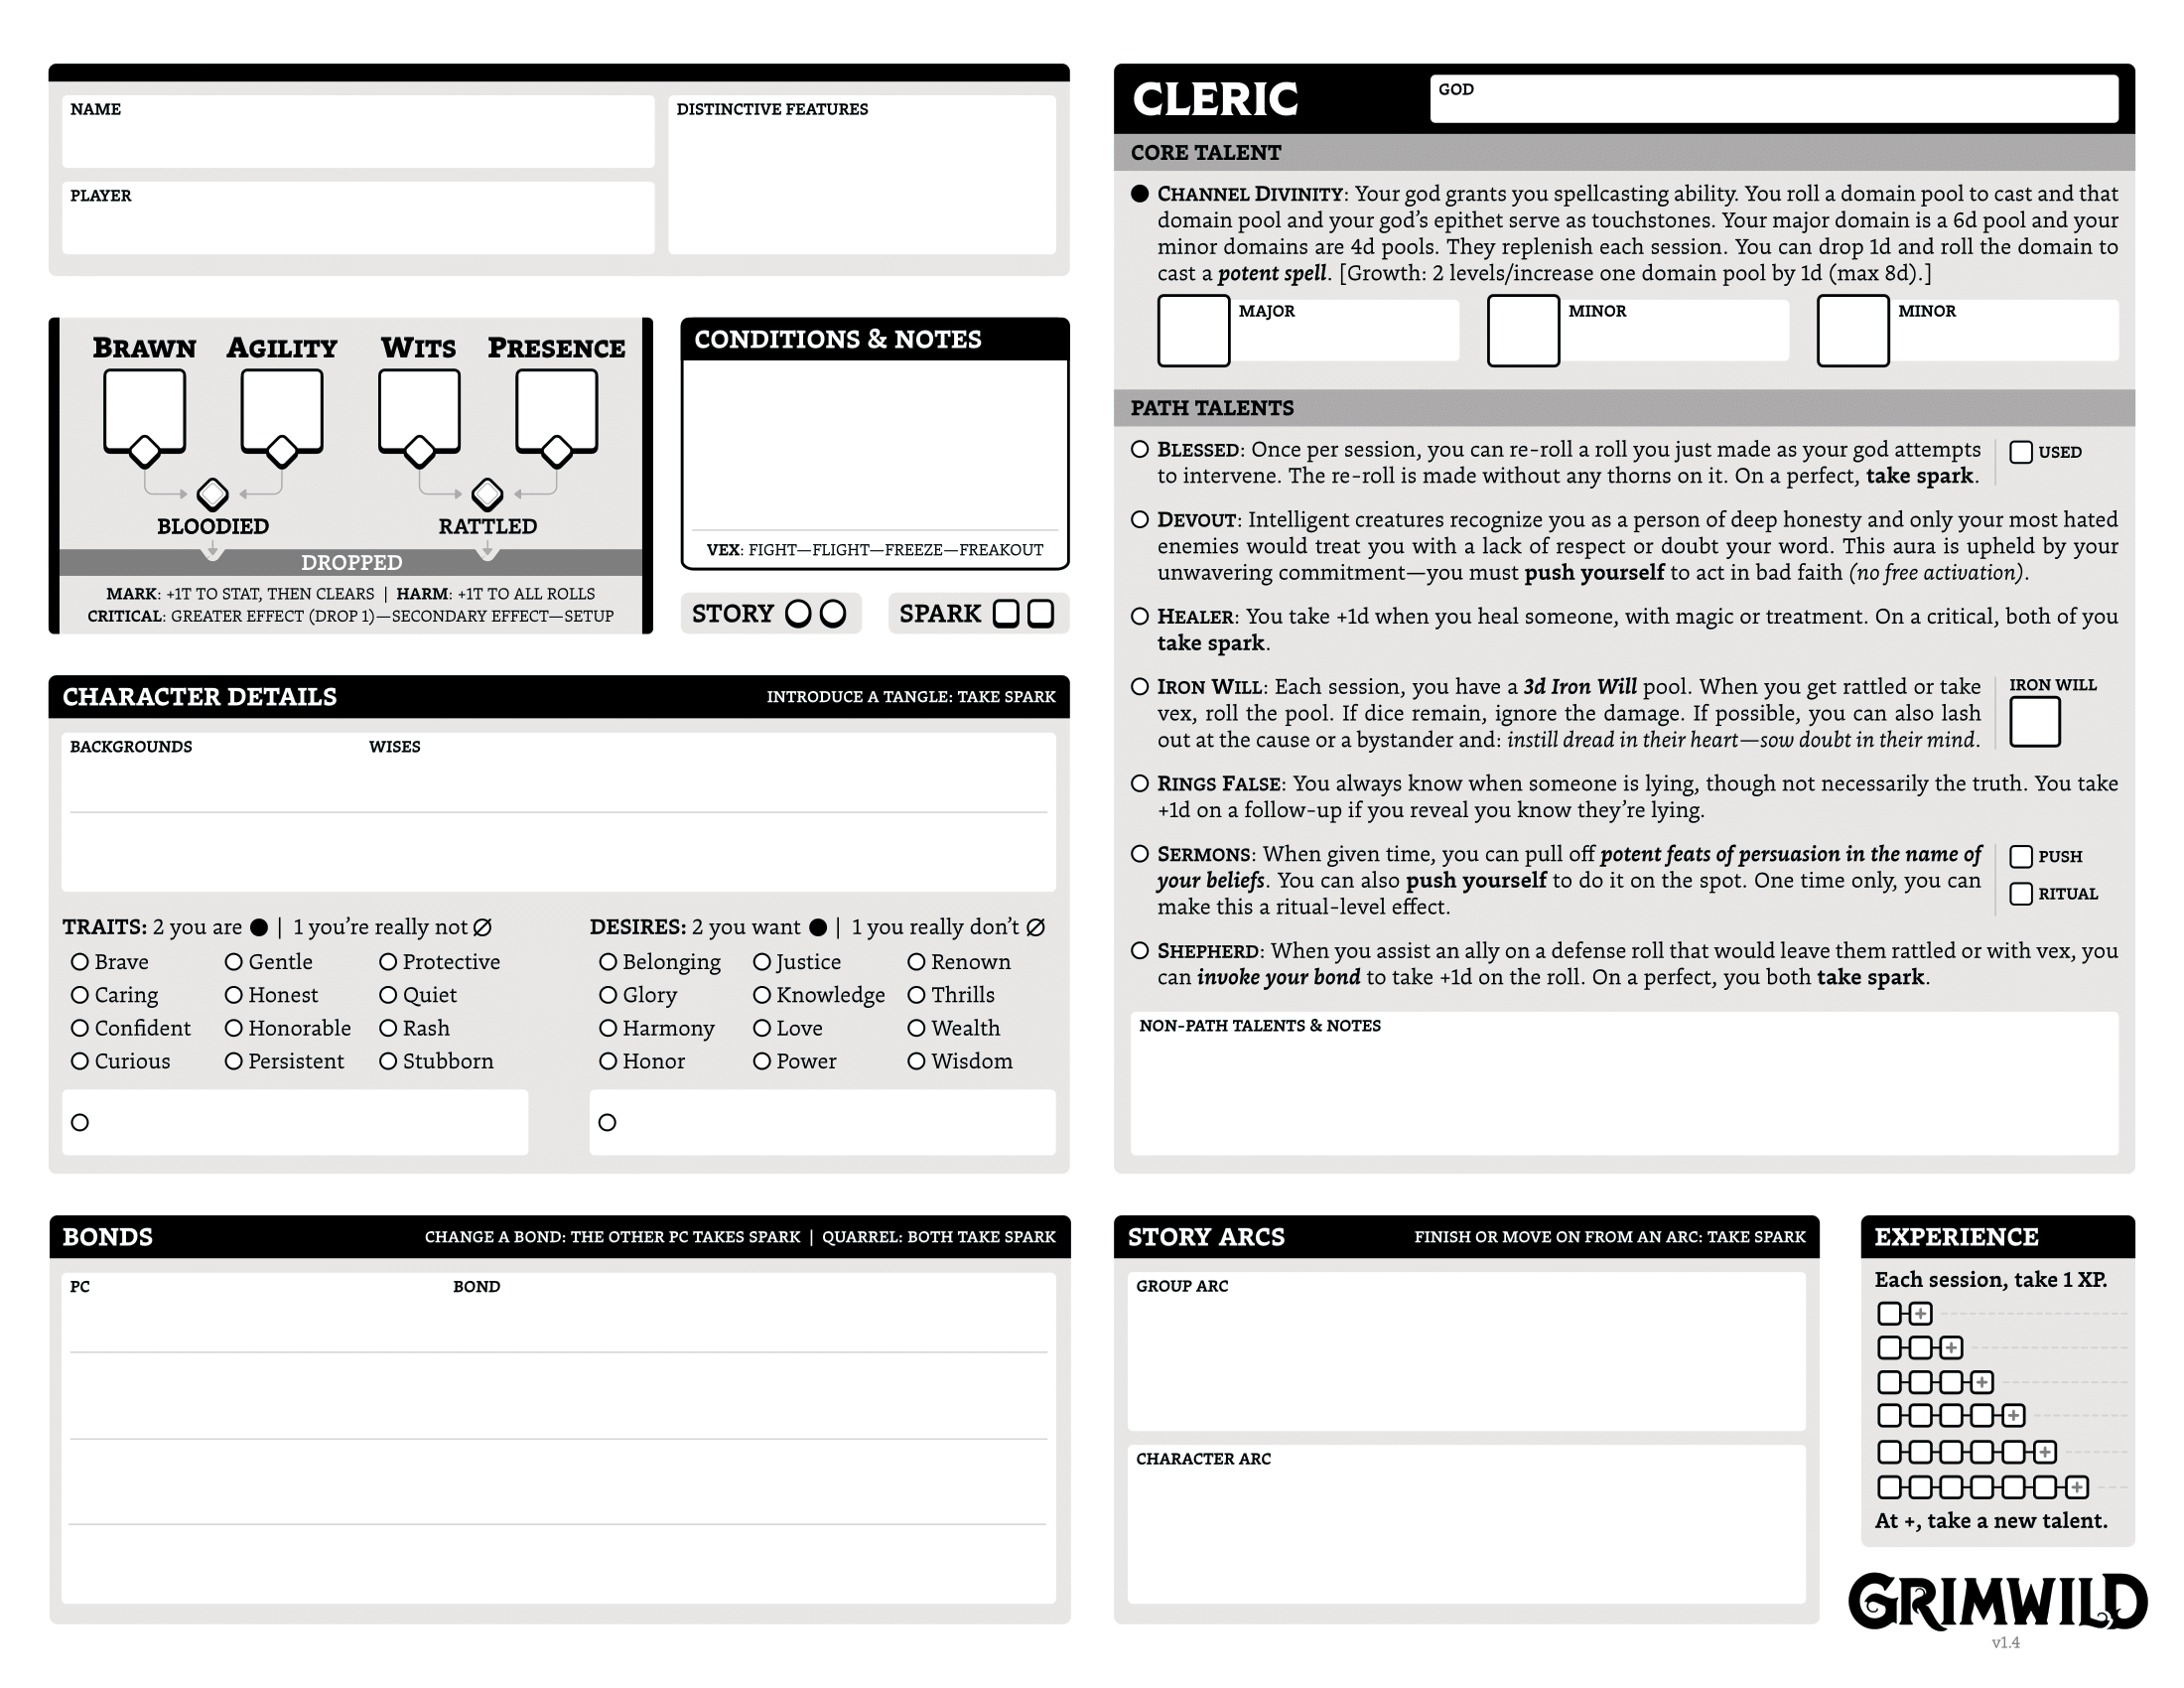 NAME
DISTINCTIVE FEATURES
PLAYER
BRAWN AGILITY WITS PRESENCE
BLOODIED RATTLED
DROPPED
MARK: +1T TO STAT, THEN CLEARS | HARM: +1T TO ALL ROLLS
CRITICAL: GREATER EFFECT (DROP 1)—SECONDARY EFFECT—SETUP
CONDITIONS & NOTES
VEX: FIGHT—FLIGHT—FREEZE—FREAKOUT
STORY SPARK
CHARACTER DETAILS INTRODUCE A TANGLE: TAKE SPARK
BACKGROUNDS WISES
TRAITS: 2 you are ● | 1 you're really not ∅
Brave Gentle Protective
Caring Honest Quiet
Confident Honorable Rash
Curious Persistent Stubborn
DESIRES: 2 you want ● | 1 you really don't ∅
Belonging Justice Renown
Glory Knowledge Thrills
Harmony Love Wealth
Honor Power Wisdom
BONDS CHANGE A BOND: THE OTHER PC TAKES SPARK | QUARREL: BOTH TAKE SPARK
PC BOND
CLERIC GOD
CORE TALENT
● CHANNEL DIVINITY: Your god grants you spellcasting ability. You roll a domain pool to cast and that
domain pool and your god's epithet serve as touchstones. Your major domain is a 6d pool and your
minor domains are 4d pools. They replenish each session. You can drop 1d and roll the domain to
cast a potent spell. [Growth: 2 levels/increase one domain pool by 1d (max 8d).]
MAJOR MINOR MINOR
PATH TALENTS
BLESSED: Once per session, you can re-roll a roll you just made as your god attempts
to intervene. The re-roll is made without any thorns on it. On a perfect, take spark.
USED
DEVOUT: Intelligent creatures recognize you as a person of deep honesty and only your most hated
enemies would treat you with a lack of respect or doubt your word. This aura is upheld by your
unwavering commitment—you must push yourself to act in bad faith (no free activation).
HEALER: You take +1d when you heal someone, with magic or treatment. On a critical, both of you
take spark.
IRON WILL: Each session, you have a 3d Iron Will pool. When you get rattled or take
vex, roll the pool. If dice remain, ignore the damage. If possible, you can also lash
out at the cause or a bystander and: instill dread in their heart—sow doubt in their mind.
IRON WILL
RINGS FALSE: You always know when someone is lying, though not necessarily the truth. You take
+1d on a follow-up if you reveal you know they're lying.
SERMONS: When given time, you can pull off potent feats of persuasion in the name of
your beliefs. You can also push yourself to do it on the spot. One time only, you can
make this a ritual-level effect.
PUSH
RITUAL
SHEPHERD: When you assist an ally on a defense roll that would leave them rattled or with vex, you
can invoke your bond to take +1d on the roll. On a perfect, you both take spark.
NON-PATH TALENTS & NOTES
STORY ARCS FINISH OR MOVE ON FROM AN ARC: TAKE SPARK
GROUP ARC
CHARACTER ARC
EXPERIENCE
Each session, take 1 XP.
+
+
+
+
+
+
At +, take a new talent.
GRIMWILD
v1.4